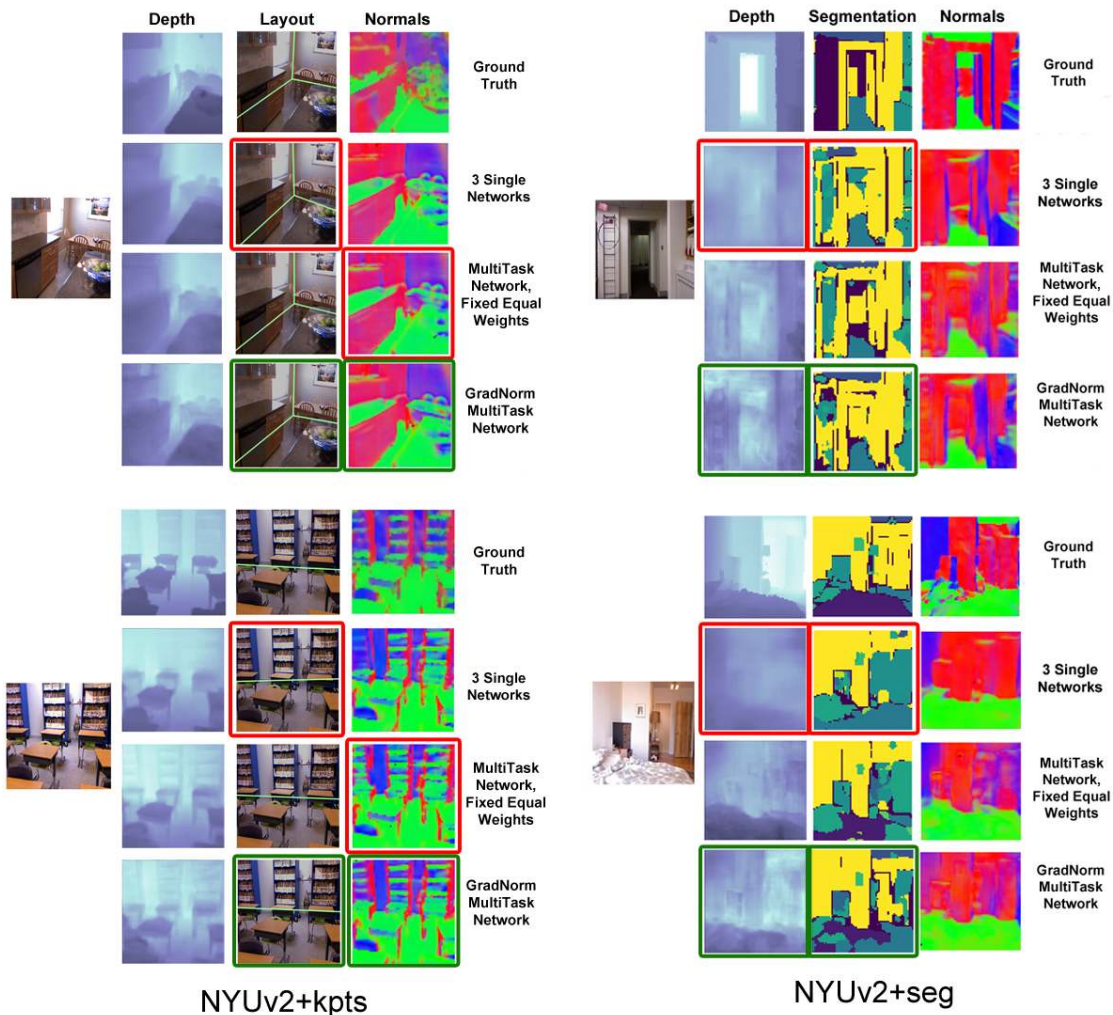 Depth Layout Normals
Ground
Truth
3 Single
Networks
MultiTask
Network,
Fixed Equal
Weights
GradNorm
MultiTask
Network
Ground
Truth
3 Single
Networks
MultiTask
Network,
Fixed Equal
Weights
GradNorm
MultiTask
Network
NYUv2+kpts
Depth Segmentation Normals
Ground
Truth
3 Single
Networks
MultiTask
Network,
Fixed Equal
Weights
GradNorm
MultiTask
Network
Ground
Truth
3 Single
Networks
MultiTask
Network,
Fixed Equal
Weights
GradNorm
MultiTask
Network
NYUv2+seg